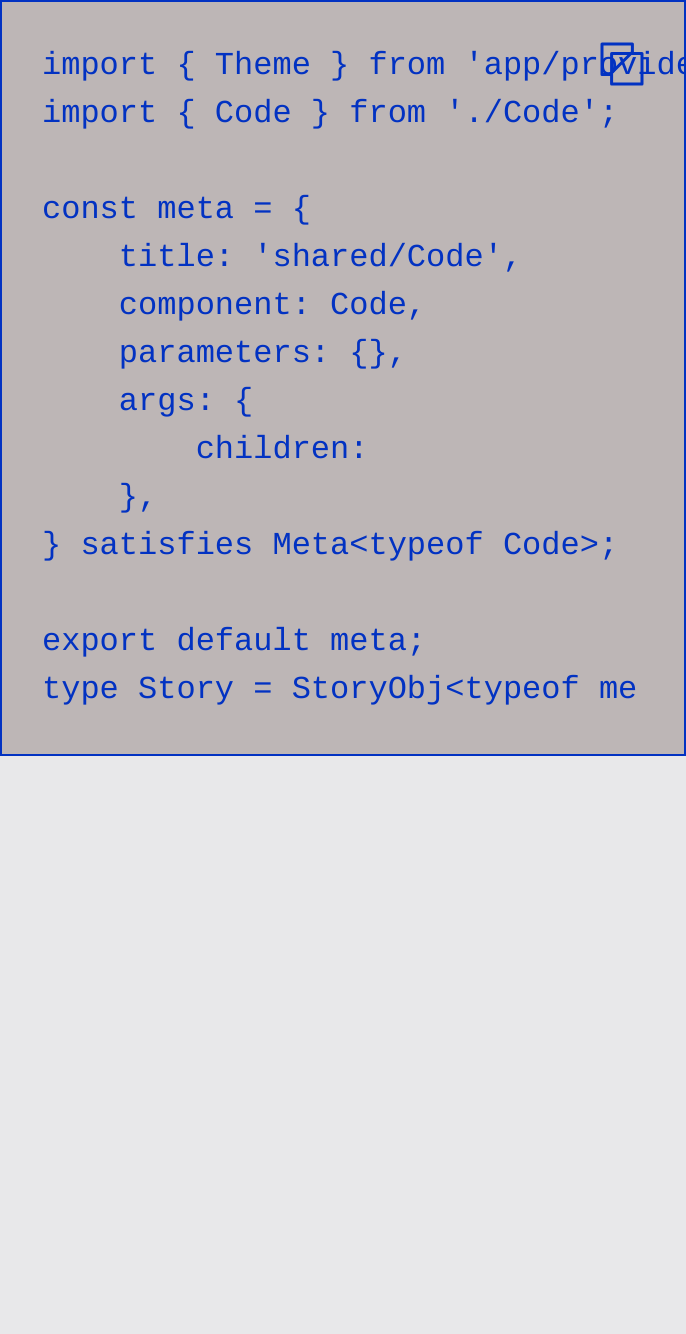 import { Theme } from 'app/provide
import { Code } from './Code';

const meta = {
    title: 'shared/Code',
    component: Code,
    parameters: {},
    args: {
        children:
    },
} satisfies Meta<typeof Code>;

export default meta;
type Story = StoryObj<typeof me